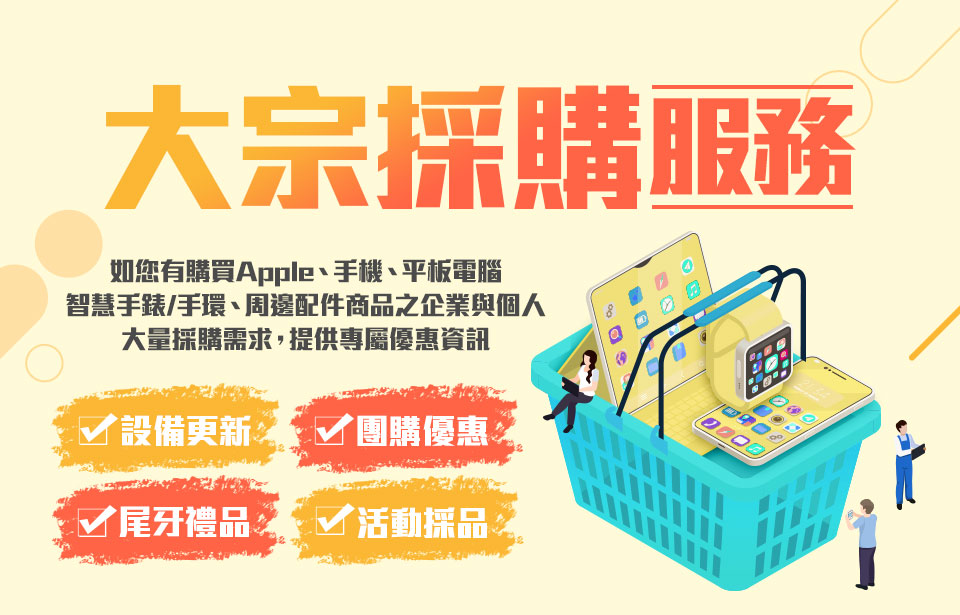 大宗採購服務
如您有購買Apple、手機、平板電腦
智慧手錶/手環、周邊配件商品之企業與個人
大量採購需求，提供專屬優惠資訊
設備更新
團購優惠
尾牙禮品
活動採品